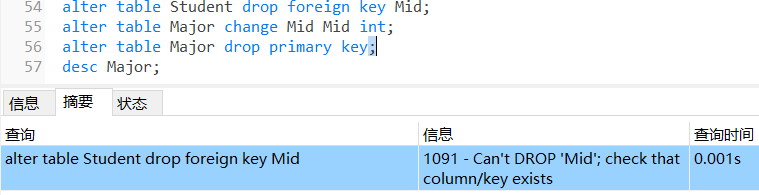 54 alter table Student drop foreign key Mid;
55 alter table Major change Mid Mid int;
56 alter table Major drop primary key;
57 desc Major;
信息 摘要 状态
查询 信息 查询时间
alter table Student drop foreign key Mid 1091 - Can't DROP 'Mid'; check that 0.001s
column/key exists